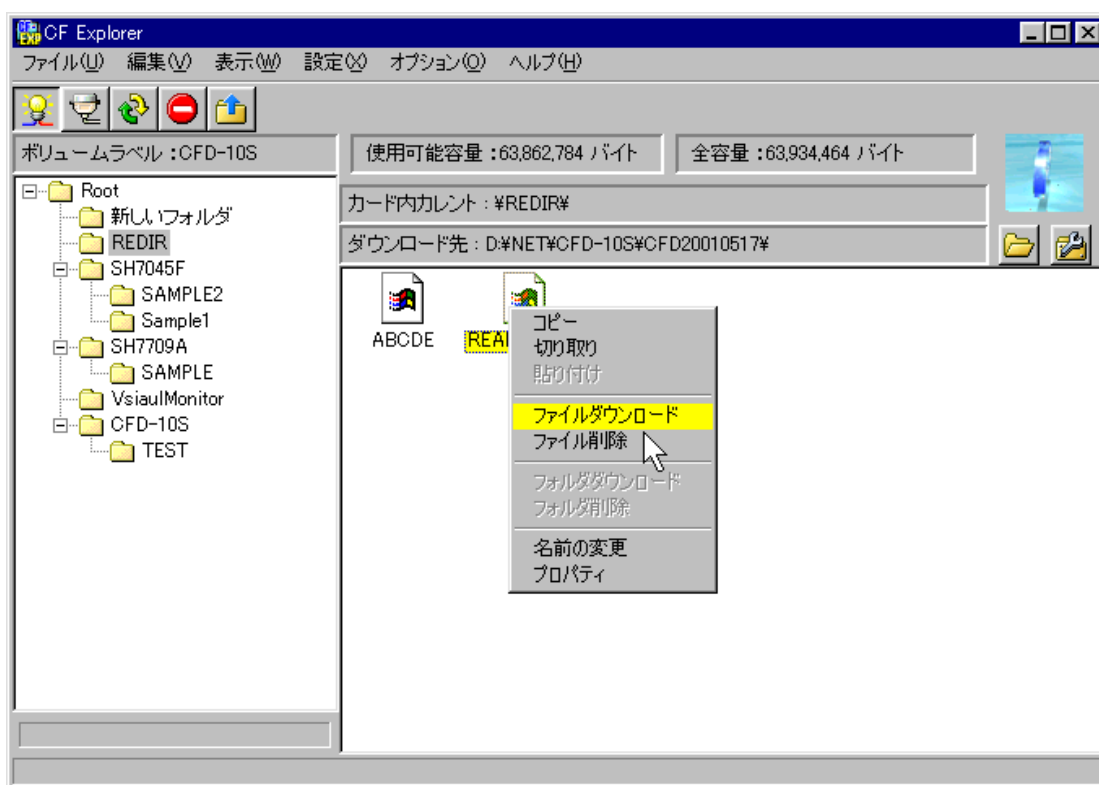 CF Explorer
ファイル(U) 編集(V) 表示(W) 設定(X) オプション(O) ヘルプ(H)
ボリュームラベル :CFD-10S
使用可能容量 :63,862,784 バイト
全容量 :63,934,464 バイト
カード内カレント : ¥REDIR¥
ダウンロード先 : D:¥NET¥CFD-10S¥CFD20010517¥
Root
新しいフォルダ
REDIR
SH7045F
SAMPLE2
Sample1
SH7709A
SAMPLE
VsiaulMonitor
CFD-10S
TEST
ABCDE
コピー
切り取り
貼り付け
ファイルダウンロード
ファイル削除
フォルダダウンロード
フォルダ削除
名前の変更
プロパティ